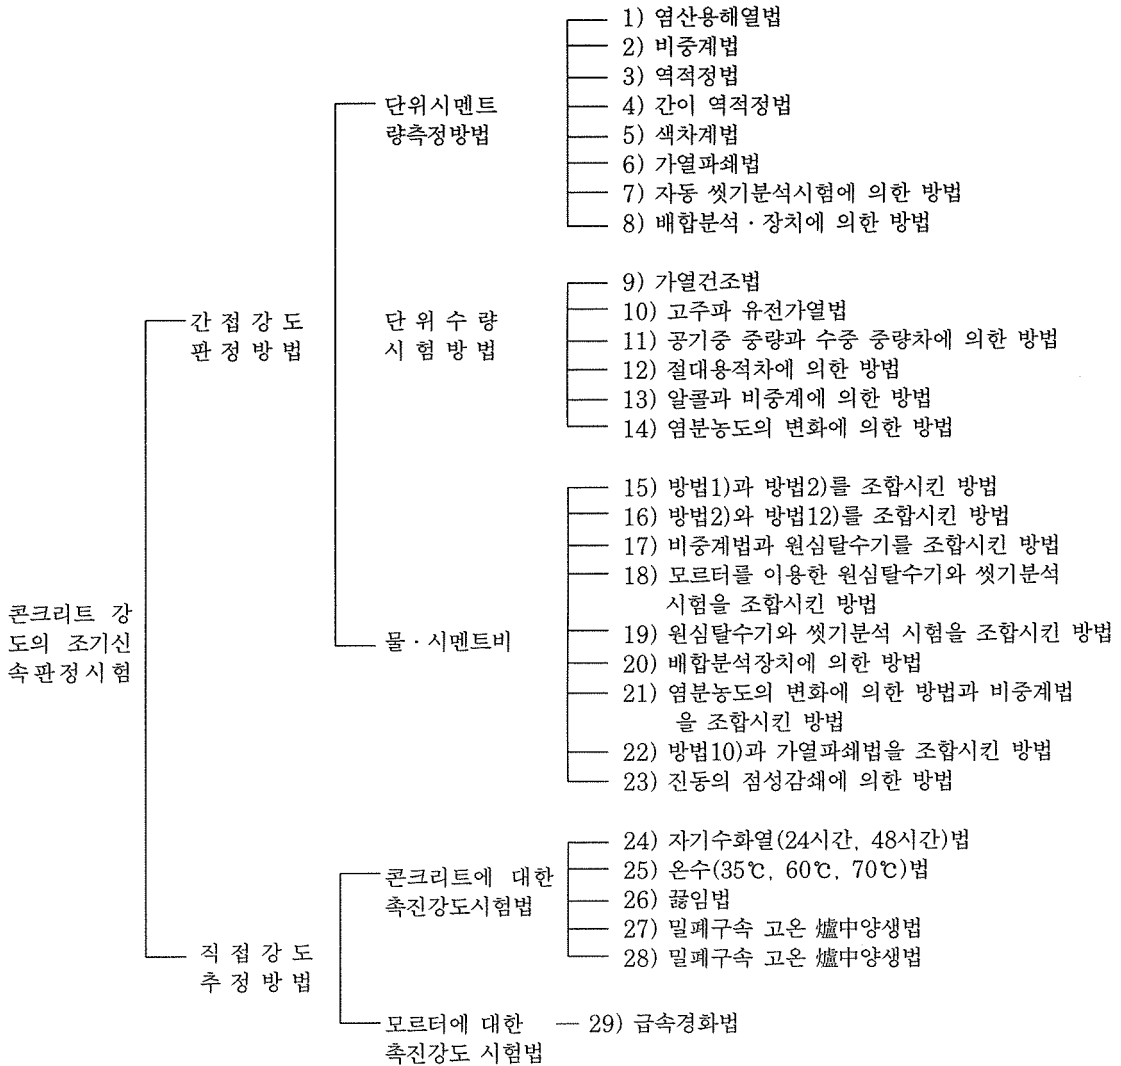 콘크리트 강
도의 조기신
속판정시험
간접강도
판정방법
단위시멘트
량측정방법
1) 염산용해열법
2) 비중계법
3) 역적정법
4) 간이 역적정법
5) 색차계법
6) 가열파쇄법
7) 자동 씻기분석시험에 의한 방법
8) 배합분석·장치에 의한 방법
단위수량
시험방법
9) 가열건조법
10) 고주파 유전가열법
11) 공기중 중량과 수중 중량차에 의한 방법
12) 절대용적차에 의한 방법
13) 알콜과 비중계에 의한 방법
14) 염분농도의 변화에 의한 방법
물·시멘트비
15) 방법1)과 방법2)를 조합시킨 방법
16) 방법2)와 방법12)를 조합시킨 방법
17) 비중계법과 원심탈수기를 조합시킨 방법
18) 모르터를 이용한 원심탈수기와 씻기분석
시험을 조합시킨 방법
19) 원심탈수기와 씻기분석 시험을 조합시킨 방법
20) 배합분석장치에 의한 방법
21) 염분농도의 변화에 의한 방법과 비중계법
을 조합시킨 방법
22) 방법10)과 가열파쇄법을 조합시킨 방법
23) 진동의 점성감쇄에 의한 방법
직접강도
추정방법
콘크리트에 대한
촉진강도시험법
24) 자기수화열(24시간, 48시간)법
25) 온수(35℃, 60℃, 70℃)법
26) 끓임법
27) 밀폐구속 고온 爐中양생법
28) 밀폐구속 고온 爐中양생법
모르터에 대한
촉진강도 시험법
29) 급속경화법